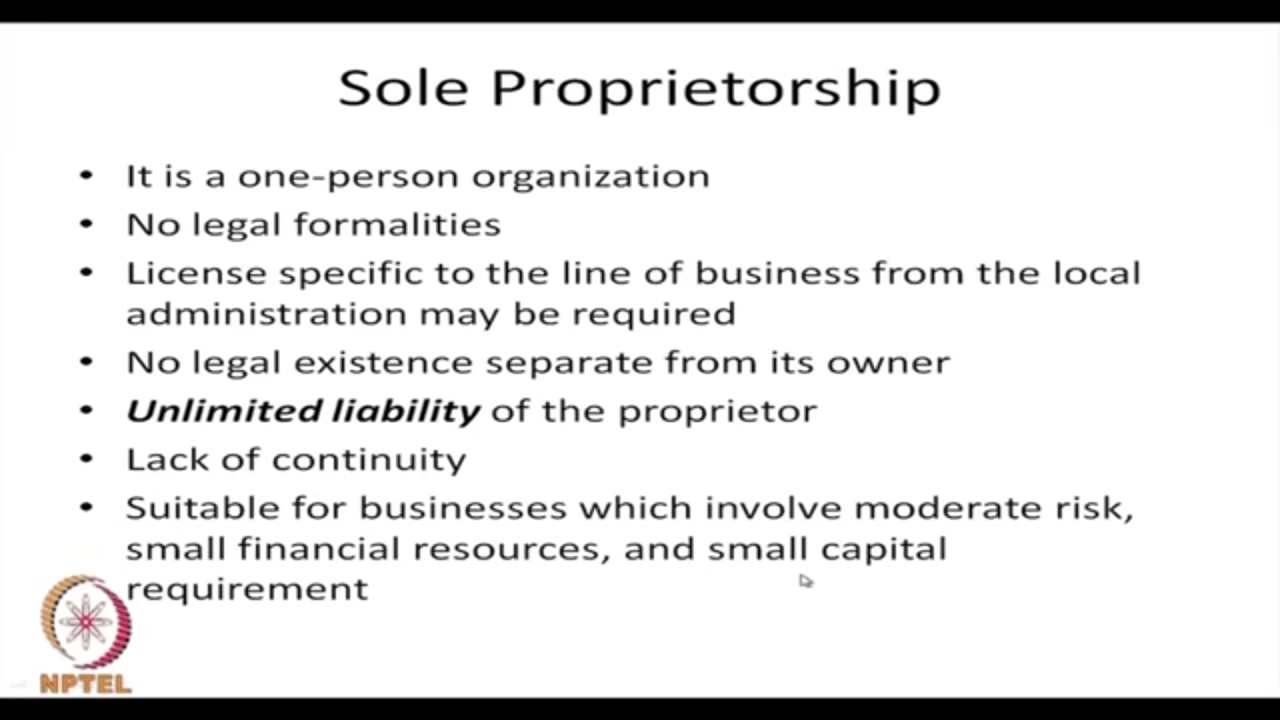 Sole Proprietorship
• It is a one-person organization
• No legal formalities
• License specific to the line of business from the local
administration may be required
• No legal existence separate from its owner
• Unlimited liability of the proprietor
• Lack of continuity
• Suitable for businesses which involve moderate risk,
small financial resources, and small capital
requirement
NPTEL